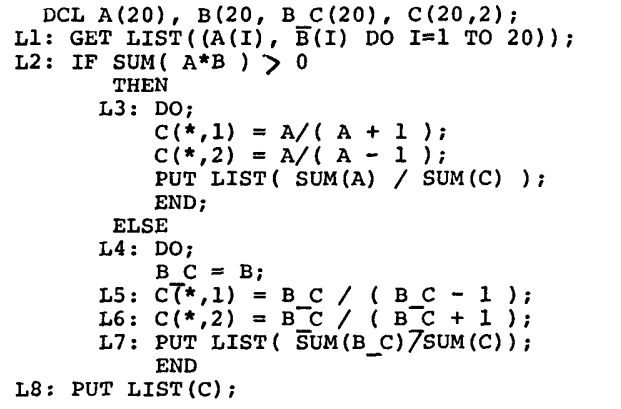 DCL A(20), B(20, B_C(20), C(20,2);
L1: GET LIST((A(I), B(I) DO I=1 TO 20));
L2: IF SUM( A*B ) > 0
THEN
L3: DO;
C(*,1) = A/( A + 1 );
C(*,2) = A/( A - 1 );
PUT LIST( SUM(A) / SUM(C) );
END;
ELSE
L4: DO;
B_C = B;
L5: C(*,1) = B_C / ( B_C - 1 );
L6: C(*,2) = B_C / ( B_C + 1 );
L7: PUT LIST( SUM(B_C)/SUM(C));
END
L8: PUT LIST(C);